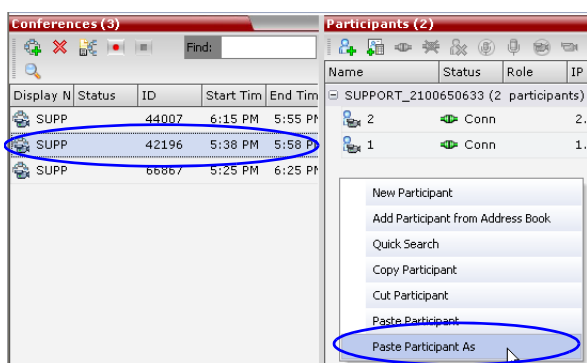 Conferences (3)
Find:
Display N Status ID Start Tim End Tim
SUPP 44007 6:15 PM 5:55 PM
SUPP 42196 5:38 PM 5:58 PM
SUPP 66867 5:25 PM 6:25 PM
Participants (2)
Name Status Role IP
SUPPORT_2100650633 (2 participants)
2 Conn 2.
1 Conn 1.
New Participant
Add Participant from Address Book
Quick Search
Copy Participant
Cut Participant
Paste Participant
Paste Participant As